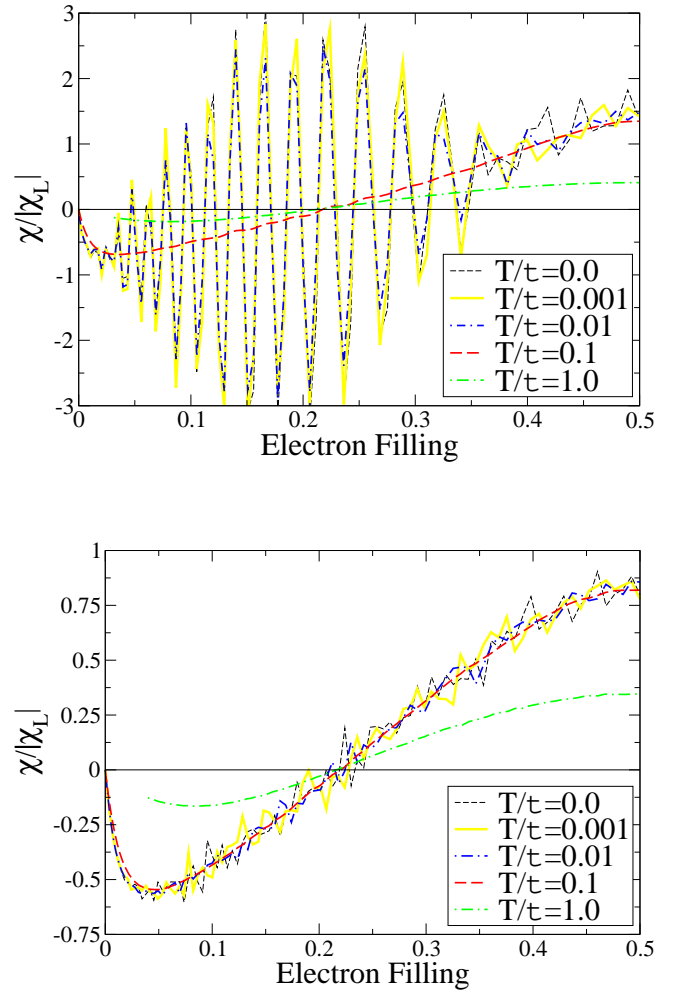 3
2
1
0
-1
-2
-3
χ/|χ_L|
0 0.1 0.2 0.3 0.4 0.5
Electron Filling
T/t=0.0
T/t=0.001
T/t=0.01
T/t=0.1
T/t=1.0
1
0.75
0.5
0.25
0
-0.25
-0.5
-0.75
χ/|χ_L|
0 0.1 0.2 0.3 0.4 0.5
Electron Filling
T/t=0.0
T/t=0.001
T/t=0.01
T/t=0.1
T/t=1.0